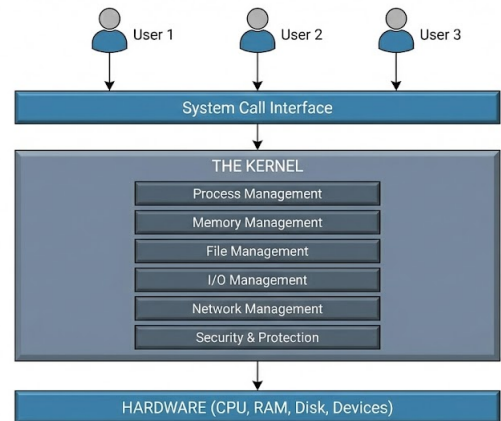 User 1
User 2
User 3
System Call Interface
THE KERNEL
Process Management
Memory Management
File Management
I/O Management
Network Management
Security & Protection
HARDWARE (CPU, RAM, Disk, Devices)